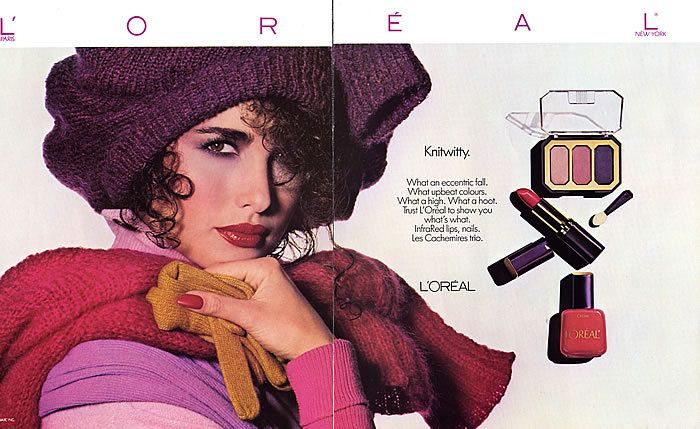 L'ORÉAL®
PARIS
NEW YORK
Knitwitty.
What an eccentric fall.
What upbeat colours.
What a high. What a hoot.
Trust L'Oréal to show you
what's what.
InfraRed lips, nails.
Les Cachemires trio.
L'ORÉAL
L'ORÉAL